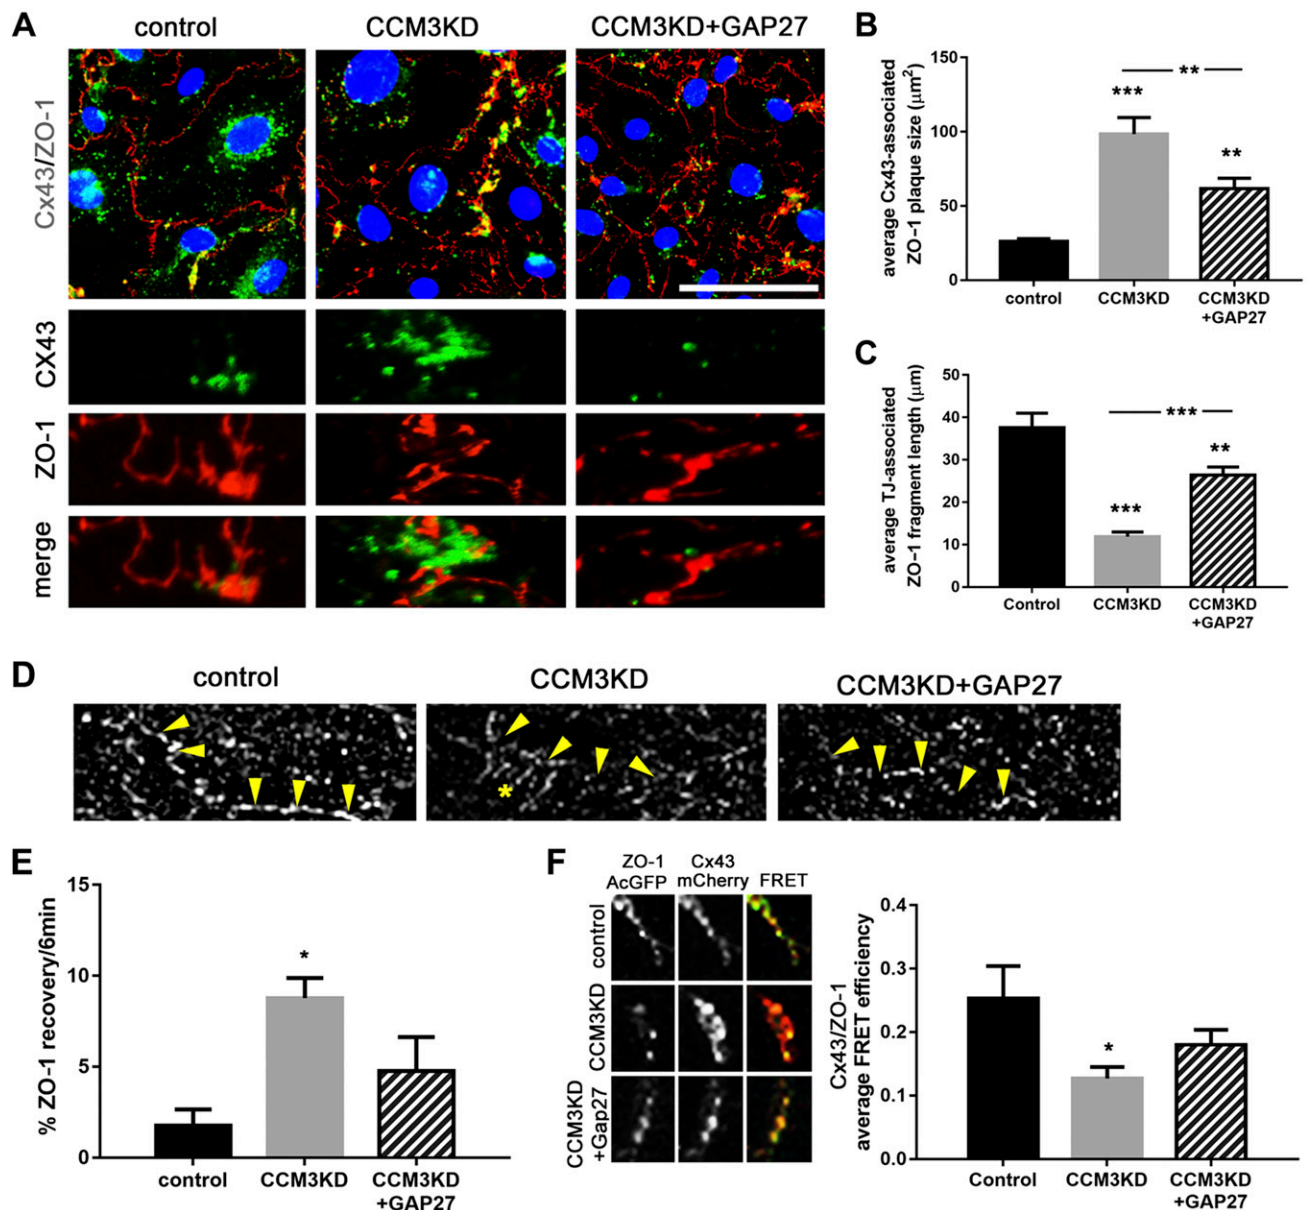 A
control
CCM3KD
CCM3KD+GAP27
Cx43/ZO-1
CX43
ZO-1
merge
B
average Cx43-associated
ZO-1 plaque size (μm²)
150
100
50
0
***
**
**
control
CCM3KD
CCM3KD
+GAP27
C
average TJ-associated
ZO-1 fragment length (μm)
50
40
30
20
10
0
***
***
**
Control
CCM3KD
CCM3KD
+GAP27
D
control
CCM3KD
CCM3KD+GAP27
*
E
% ZO-1 recovery/6min
15
10
5
0
*
control
CCM3KD
CCM3KD
+GAP27
F
ZO-1
AcGFP
Cx43
mCherry
FRET
control
CCM3KD
CCM3KD
+Gap27
Cx43/ZO-1
average FRET efficiency
0.4
0.3
0.2
0.1
0.0
*
Control
CCM3KD
CCM3KD
+GAP27